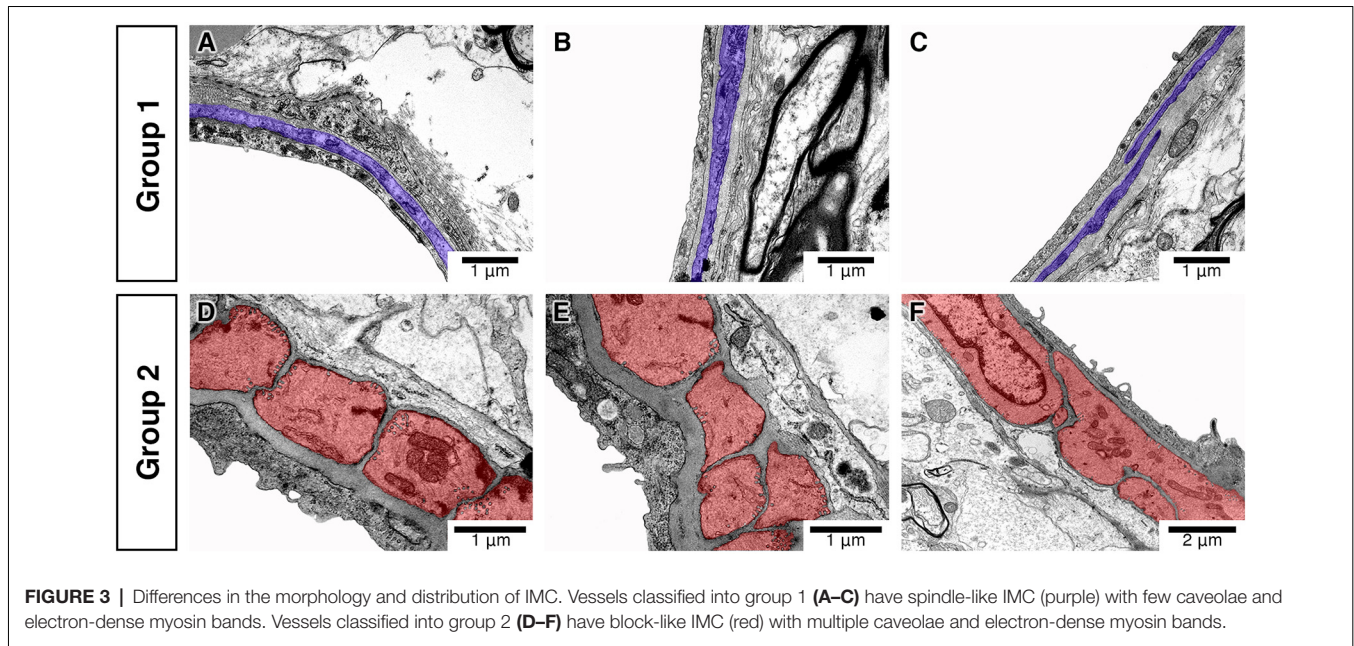 Group 1
A
B
C
1 µm
1 µm
1 µm
Group 2
D
E
F
1 µm
1 µm
2 µm
FIGURE 3 | Differences in the morphology and distribution of IMC. Vessels classified into group 1 (A–C) have spindle-like IMC (purple) with few caveolae and
electron-dense myosin bands. Vessels classified into group 2 (D–F) have block-like IMC (red) with multiple caveolae and electron-dense myosin bands.